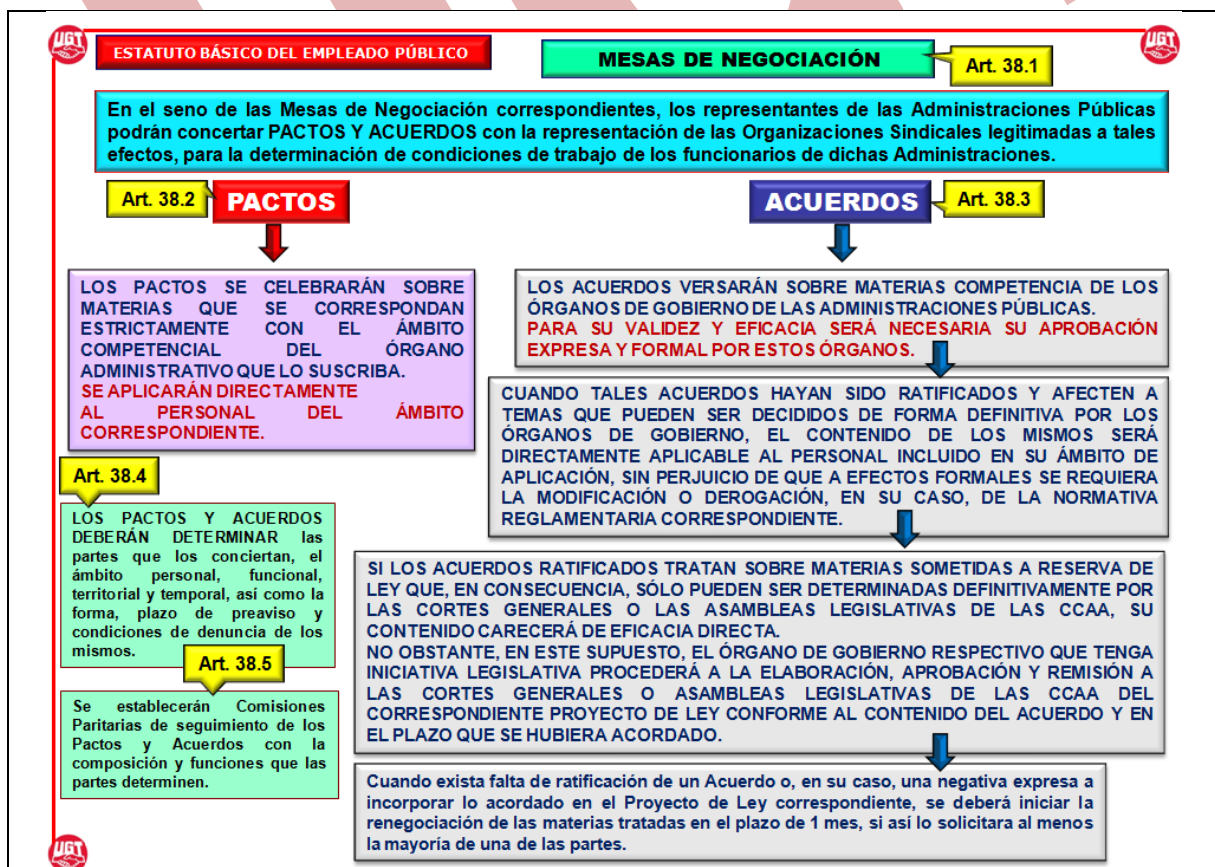 UGT
ESTATUTO BÁSICO DEL EMPLEADO PÚBLICO
MESAS DE NEGOCIACIÓN
Art. 38.1
UGT
En el seno de las Mesas de Negociación correspondientes, los representantes de las Administraciones Públicas
podrán concertar PACTOS Y ACUERDOS con la representación de las Organizaciones Sindicales legitimadas a tales
efectos, para la determinación de condiciones de trabajo de los funcionarios de dichas Administraciones.
Art. 38.2
PACTOS
LOS PACTOS SE CELEBRARÁN SOBRE
MATERIAS QUE SE CORRESPONDAN
ESTRICTAMENTE CON EL ÁMBITO
COMPETENCIAL DEL ÓRGANO
ADMINISTRATIVO QUE LO SUSCRIBA.
SE APLICARÁN DIRECTAMENTE
AL PERSONAL DEL ÁMBITO
CORRESPONDIENTE.
Art. 38.4
LOS PACTOS Y ACUERDOS
DEBERÁN DETERMINAR las
partes que los conciertan, el
ámbito personal, funcional,
territorial y temporal, así como la
forma, plazo de preaviso y
condiciones de denuncia de los
mismos.
Art. 38.5
Se establecerán Comisiones
Paritarias de seguimiento de los
Pactos y Acuerdos con la
composición y funciones que las
partes determinen.
ACUERDOS
Art. 38.3
LOS ACUERDOS VERSARÁN SOBRE MATERIAS COMPETENCIA DE LOS
ÓRGANOS DE GOBIERNO DE LAS ADMINISTRACIONES PÚBLICAS.
PARA SU VALIDEZ Y EFICACIA SERÁ NECESARIA SU APROBACIÓN
EXPRESA Y FORMAL POR ESTOS ÓRGANOS.
CUANDO TALES ACUERDOS HAYAN SIDO RATIFICADOS Y AFECTEN A
TEMAS QUE PUEDEN SER DECIDIDOS DE FORMA DEFINITIVA POR LOS
ÓRGANOS DE GOBIERNO, EL CONTENIDO DE LOS MISMOS SERÁ
DIRECTAMENTE APLICABLE AL PERSONAL INCLUIDO EN SU ÁMBITO DE
APLICACIÓN, SIN PERJUICIO DE QUE A EFECTOS FORMALES SE REQUIERA
LA MODIFICACIÓN O DEROGACIÓN, EN SU CASO, DE LA NORMATIVA
REGLAMENTARIA CORRESPONDIENTE.
SI LOS ACUERDOS RATIFICADOS TRATAN SOBRE MATERIAS SOMETIDAS A RESERVA DE
LEY QUE, EN CONSECUENCIA, SÓLO PUEDEN SER DETERMINADAS DEFINITIVAMENTE POR
LAS CORTES GENERALES O LAS ASAMBLEAS LEGISLATIVAS DE LAS CCAA, SU
CONTENIDO CARECERÁ DE EFICACIA DIRECTA.
NO OBSTANTE, EN ESTE SUPUESTO, EL ÓRGANO DE GOBIERNO RESPECTIVO QUE TENGA
INICIATIVA LEGISLATIVA PROCEDERÁ A LA ELABORACIÓN, APROBACIÓN Y REMISIÓN A
LAS CORTES GENERALES O ASAMBLEAS LEGISLATIVAS DE LAS CCAA DEL
CORRESPONDIENTE PROYECTO DE LEY CONFORME AL CONTENIDO DEL ACUERDO Y EN
EL PLAZO QUE SE HUBIERA ACORDADO.
Cuando exista falta de ratificación de un Acuerdo o, en su caso, una negativa expresa a
incorporar lo acordado en el Proyecto de Ley correspondiente, se deberá iniciar la
renegociación de las materias tratadas en el plazo de 1 mes, si así lo solicitara al menos
la mayoría de una de las partes.
UGT